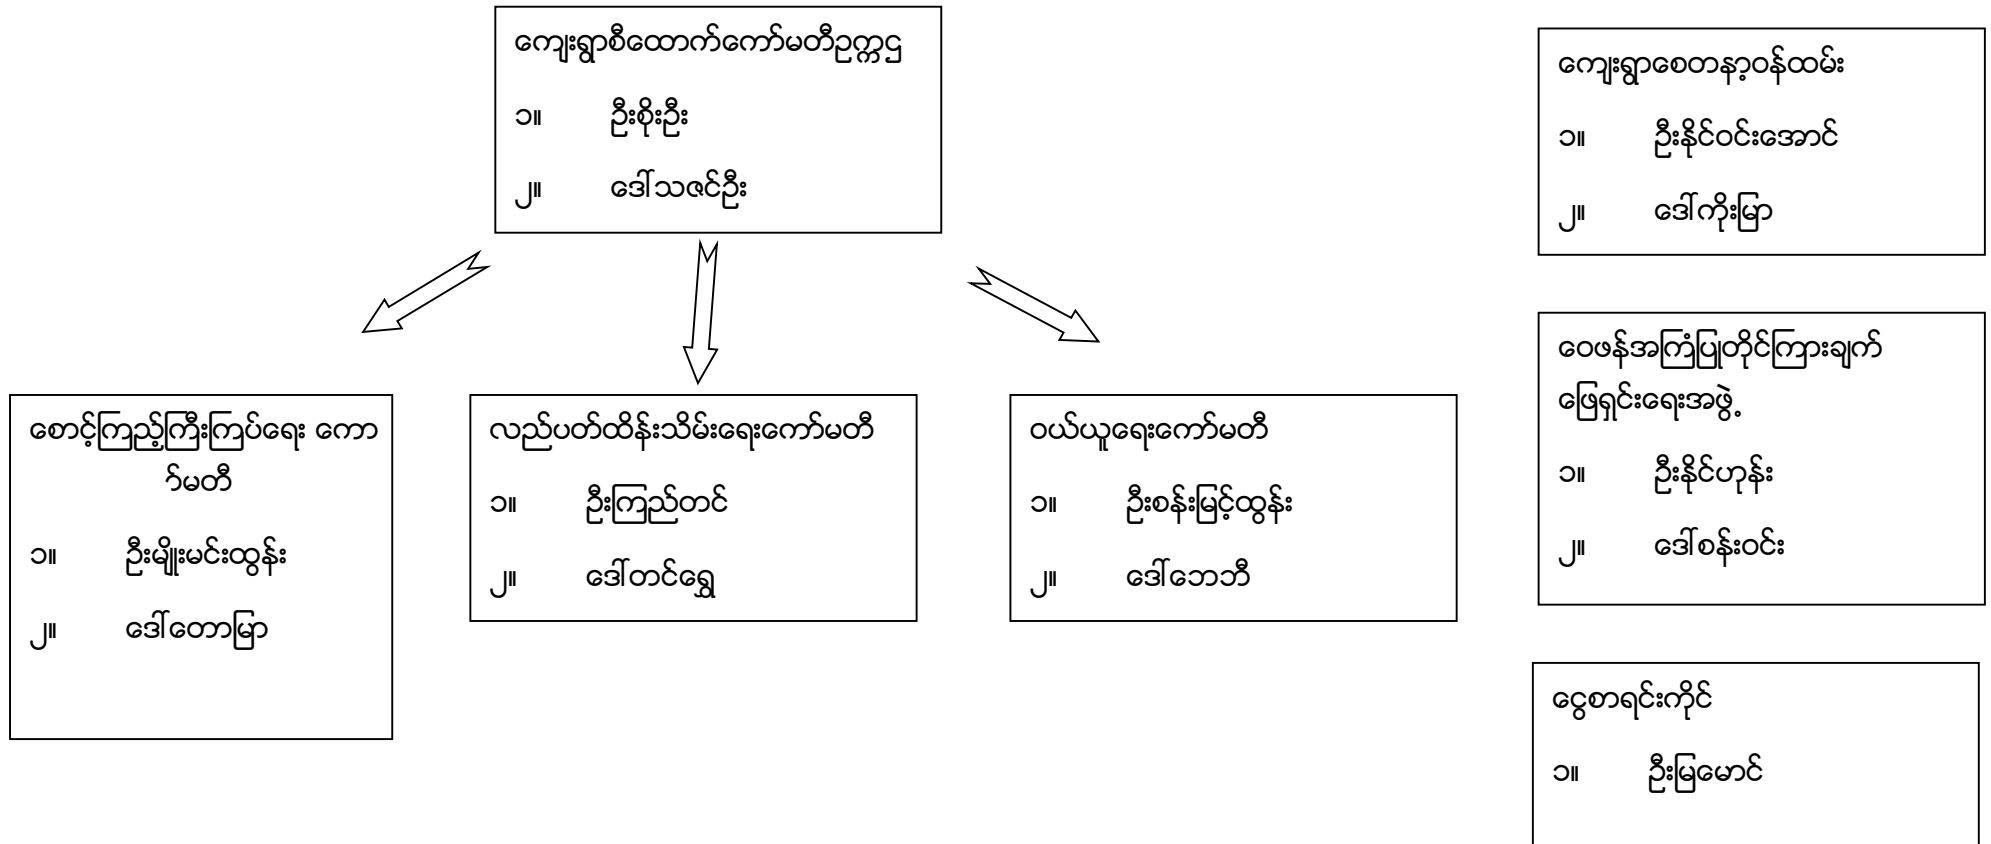 ကျေးရွာစီထောက်ကော်မတီဥက္ကဌ
၁။ ဦးစိုးဦး
၂။ ဒေါ်သဇင်ဦး
စောင့်ကြည့်ကြီးကြပ်ရေး ကော
်မတီ
၁။ ဦးမျိုးမင်းထွန်း
၂။ ဒေါ်တောမြာ
လည်ပတ်ထိန်းသိမ်းရေးကော်မတီ
၁။ ဦးကြည်တင်
၂။ ဒေါ်တင်ရွှေ
ဝယ်ယူရေးကော်မတီ
၁။ ဦးစန်းမြင့်ထွန်း
၂။ ဒေါ်ဘေဘီ
ကျေးရွာစေတနာ့ဝန်ထမ်း
၁။ ဦးနိုင်ဝင်းအောင်
၂။ ဒေါ်ကိုးမြာ
ဝေဖန်အကြံပြုတိုင်ကြားချက်
ဖြေရှင်းရေးအဖွဲ့
၁။ ဦးနိုင်ဟုန်း
၂။ ဒေါ်စန်းဝင်း
ငွေစာရင်းကိုင်
၁။ ဦးမြမောင်